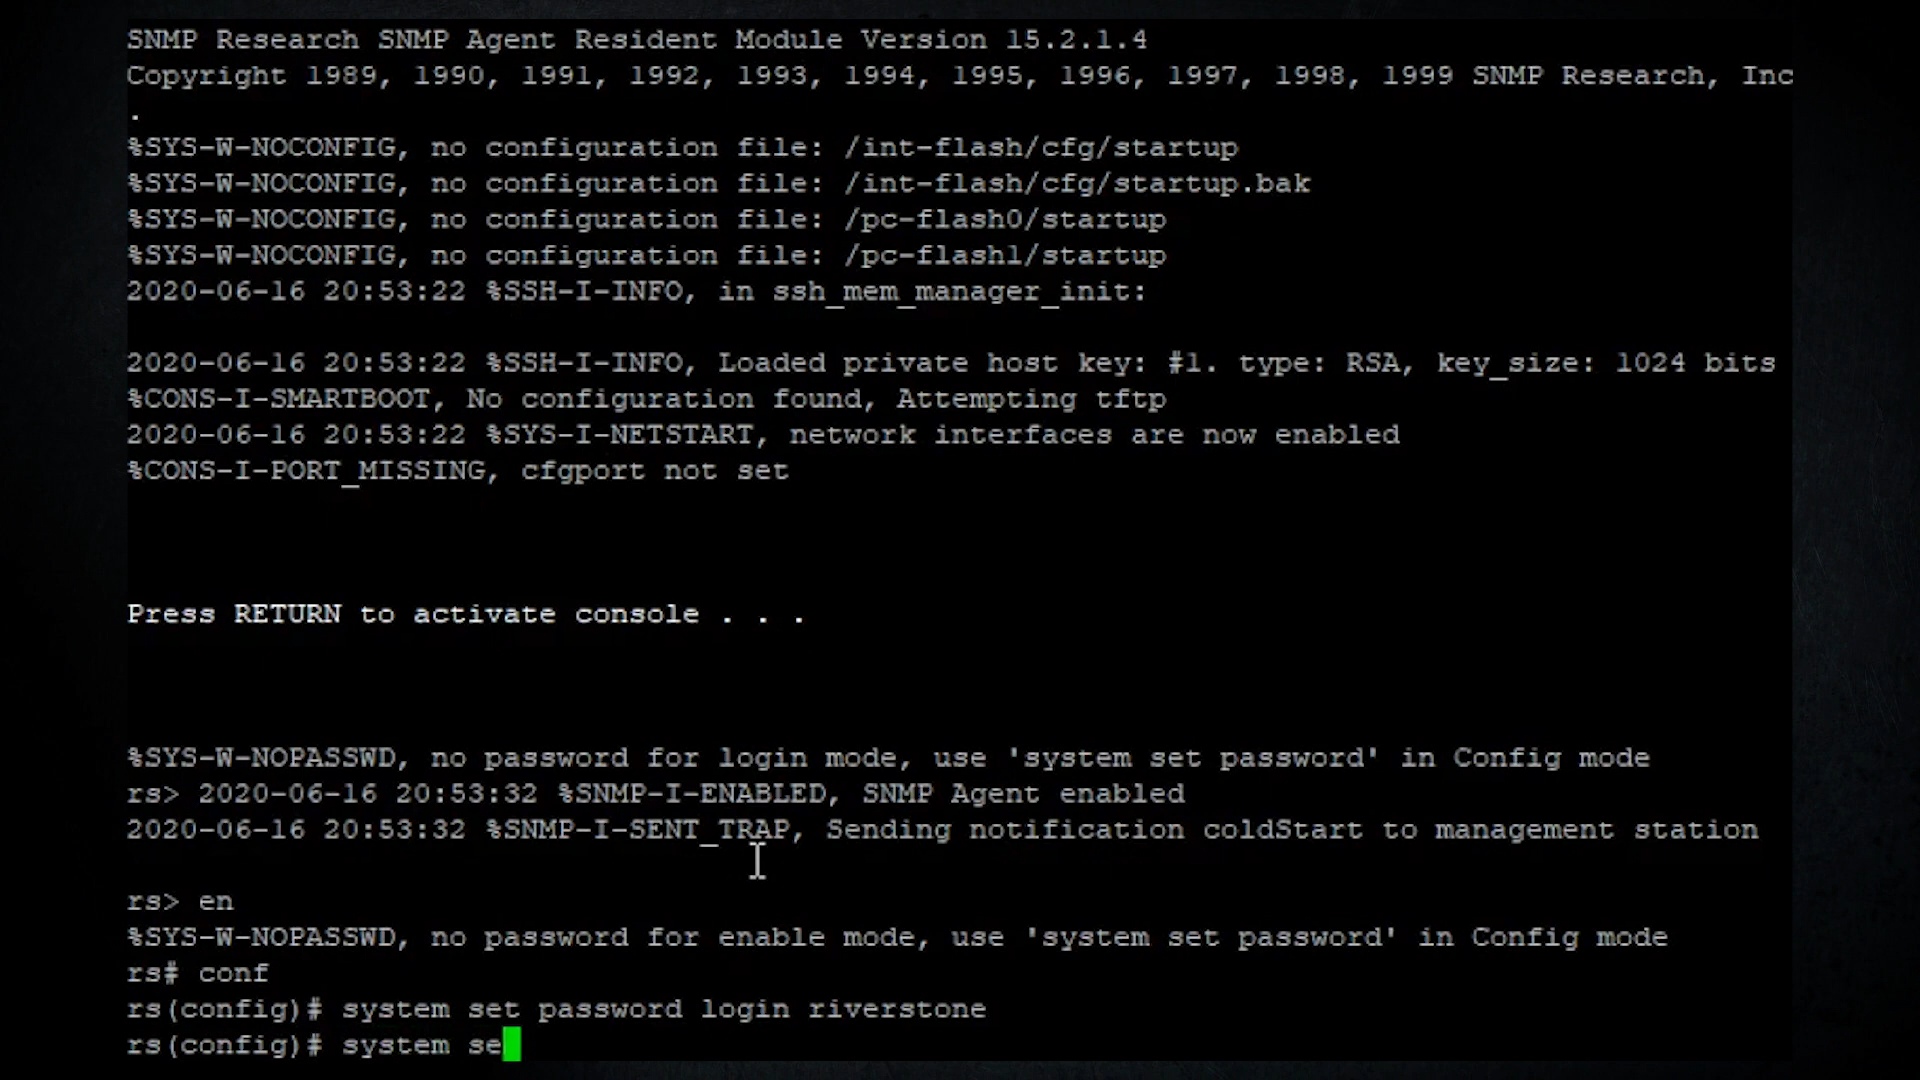 SNMP Research SNMP Agent Resident Module Version 15.2.1.4
Copyright 1989, 1990, 1991, 1992, 1993, 1994, 1995, 1996, 1997, 1998, 1999 SNMP Research, Inc
.
%SYS-W-NOCONFIG, no configuration file: /int-flash/cfg/startup
%SYS-W-NOCONFIG, no configuration file: /int-flash/cfg/startup.bak
%SYS-W-NOCONFIG, no configuration file: /pc-flash0/startup
%SYS-W-NOCONFIG, no configuration file: /pc-flash1/startup
2020-06-16 20:53:22 %SSH-I-INFO, in ssh_mem_manager_init:
2020-06-16 20:53:22 %SSH-I-INFO, Loaded private host key: #1. type: RSA, key_size: 1024 bits
%CONS-I-SMARTBOOT, No configuration found, Attempting tftp
2020-06-16 20:53:22 %SYS-I-NETSTART, network interfaces are now enabled
%CONS-I-PORT_MISSING, cfgport not set
Press RETURN to activate console . . .
%SYS-W-NOPASSWD, no password for login mode, use 'system set password' in Config mode
rs> 2020-06-16 20:53:32 %SNMP-I-ENABLED, SNMP Agent enabled
2020-06-16 20:53:32 %SNMP-I-SENT_TRAP, Sending notification coldStart to management station
rs> en
%SYS-W-NOPASSWD, no password for enable mode, use 'system set password' in Config mode
rs# conf
rs(config)# system set password login riverstone
rs(config)# system se